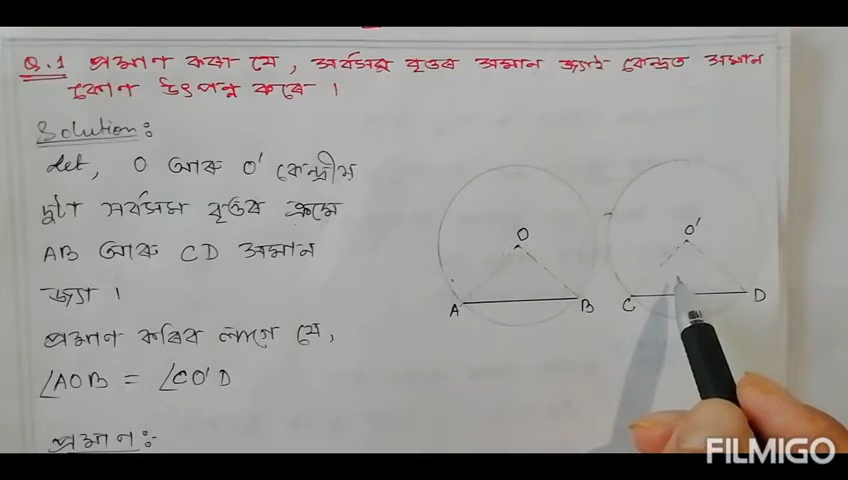 Q.1 প্ৰমাণ কৰা যে, সৰ্বসম বৃত্তৰ সমান জ্যাই কেন্দ্ৰত সমান
কোণ উৎপন্ন কৰে ।
Solution:
Let, O আৰু O' কেন্দ্ৰীয়
দুটা সৰ্বসম বৃত্তৰ ক্ৰমে
AB আৰু CD সমান
জ্যা ।
প্ৰমাণ কৰিব লাগে যে,
∠AOB = ∠CO'D
প্ৰমাণ:-
O
A
B
O'
C
D
FILMIGO